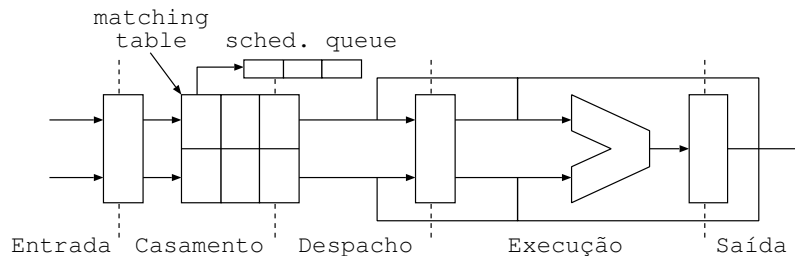 matching
table
sched. queue
Entrada
Casamento
Despacho
Execução
Saída